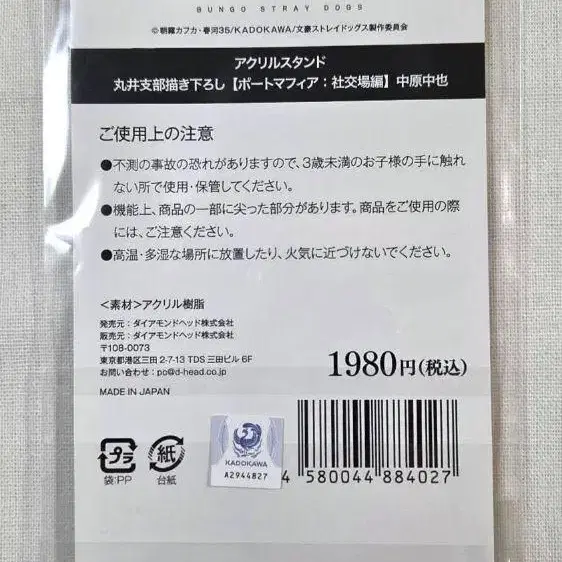 BUNGO STRAY DOGS
©朝霧カフカ・春河35/KADOKAWA/文豪ストレイドッグス製作委員会
アクリルスタンド
丸井支部描き下ろし【ポートマフィア：社交場編】中原中也
ご使用上の注意
●不測の事故の恐れがありますので、3歳未満のお子様の手に触れ
ない所で使用・保管してください。
●機能上、商品の一部に尖った部分があります。商品をご使用の際
には、ご注意ください。
●高温・多湿な場所に放置したり、火気に近づけないでください。
＜素材＞アクリル樹脂
発売元：ダイアモンドヘッド株式会社
販売元：ダイアモンドヘッド株式会社
〒108-0073
東京都港区三田 2-7-13 TDS 三田ビル 6F
お問い合わせ：po@d-head.co.jp
1980円(税込)
MADE IN JAPAN
プラ
袋:PP
紙
台紙
KADOKAWA
A2944827
4 580044 884027